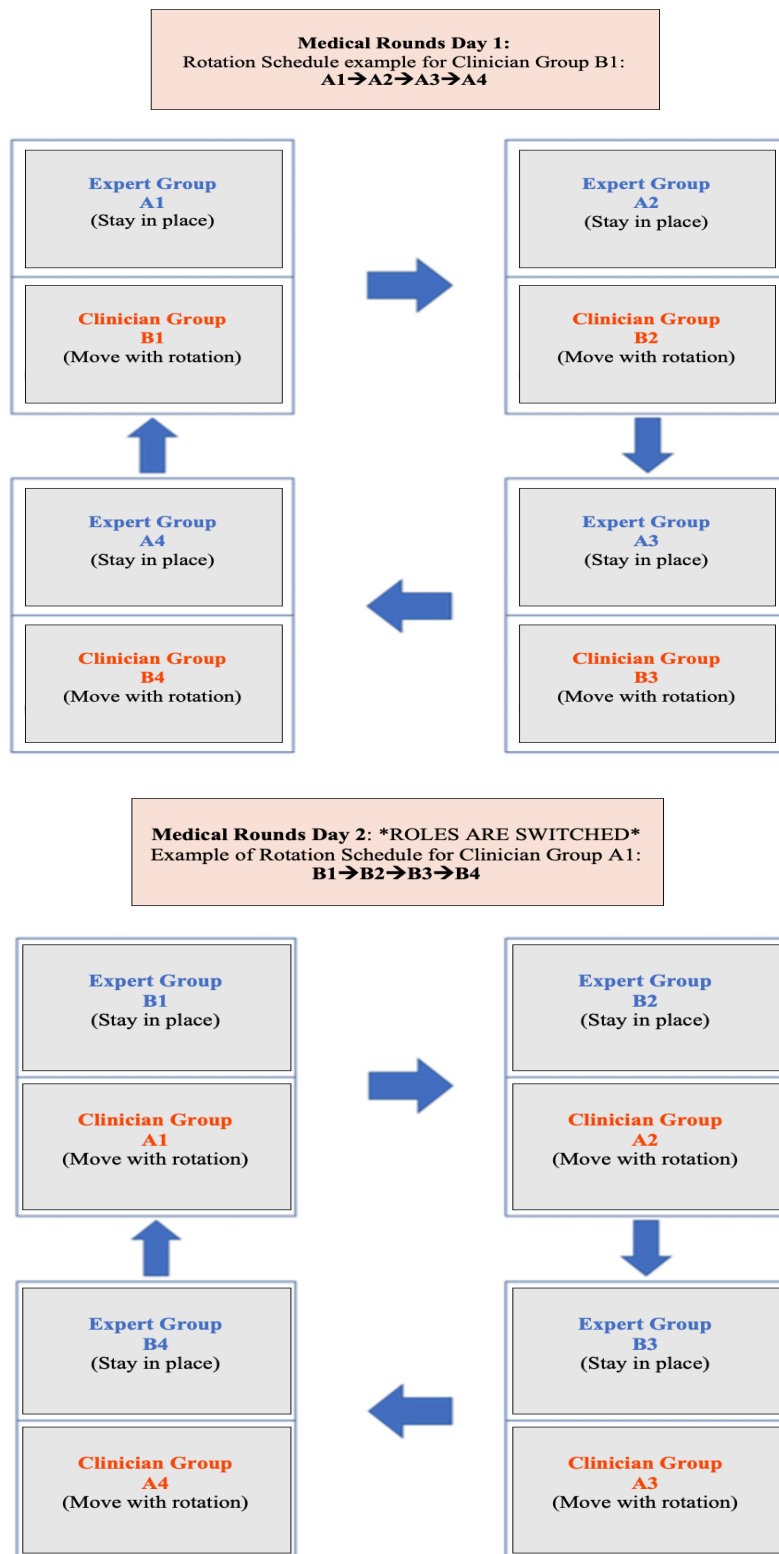 Medical Rounds Day 1:
Rotation Schedule example for Clinician Group B1:
A1➔A2➔A3➔A4
Expert Group
A1
(Stay in place)
Clinician Group
B1
(Move with rotation)
Expert Group
A2
(Stay in place)
Clinician Group
B2
(Move with rotation)
Expert Group
A4
(Stay in place)
Clinician Group
B4
(Move with rotation)
Expert Group
A3
(Stay in place)
Clinician Group
B3
(Move with rotation)
Medical Rounds Day 2: *ROLES ARE SWITCHED*
Example of Rotation Schedule for Clinician Group A1:
B1➔B2➔B3➔B4
Expert Group
B1
(Stay in place)
Clinician Group
A1
(Move with rotation)
Expert Group
B2
(Stay in place)
Clinician Group
A2
(Move with rotation)
Expert Group
B4
(Stay in place)
Clinician Group
A4
(Move with rotation)
Expert Group
B3
(Stay in place)
Clinician Group
A3
(Move with rotation)